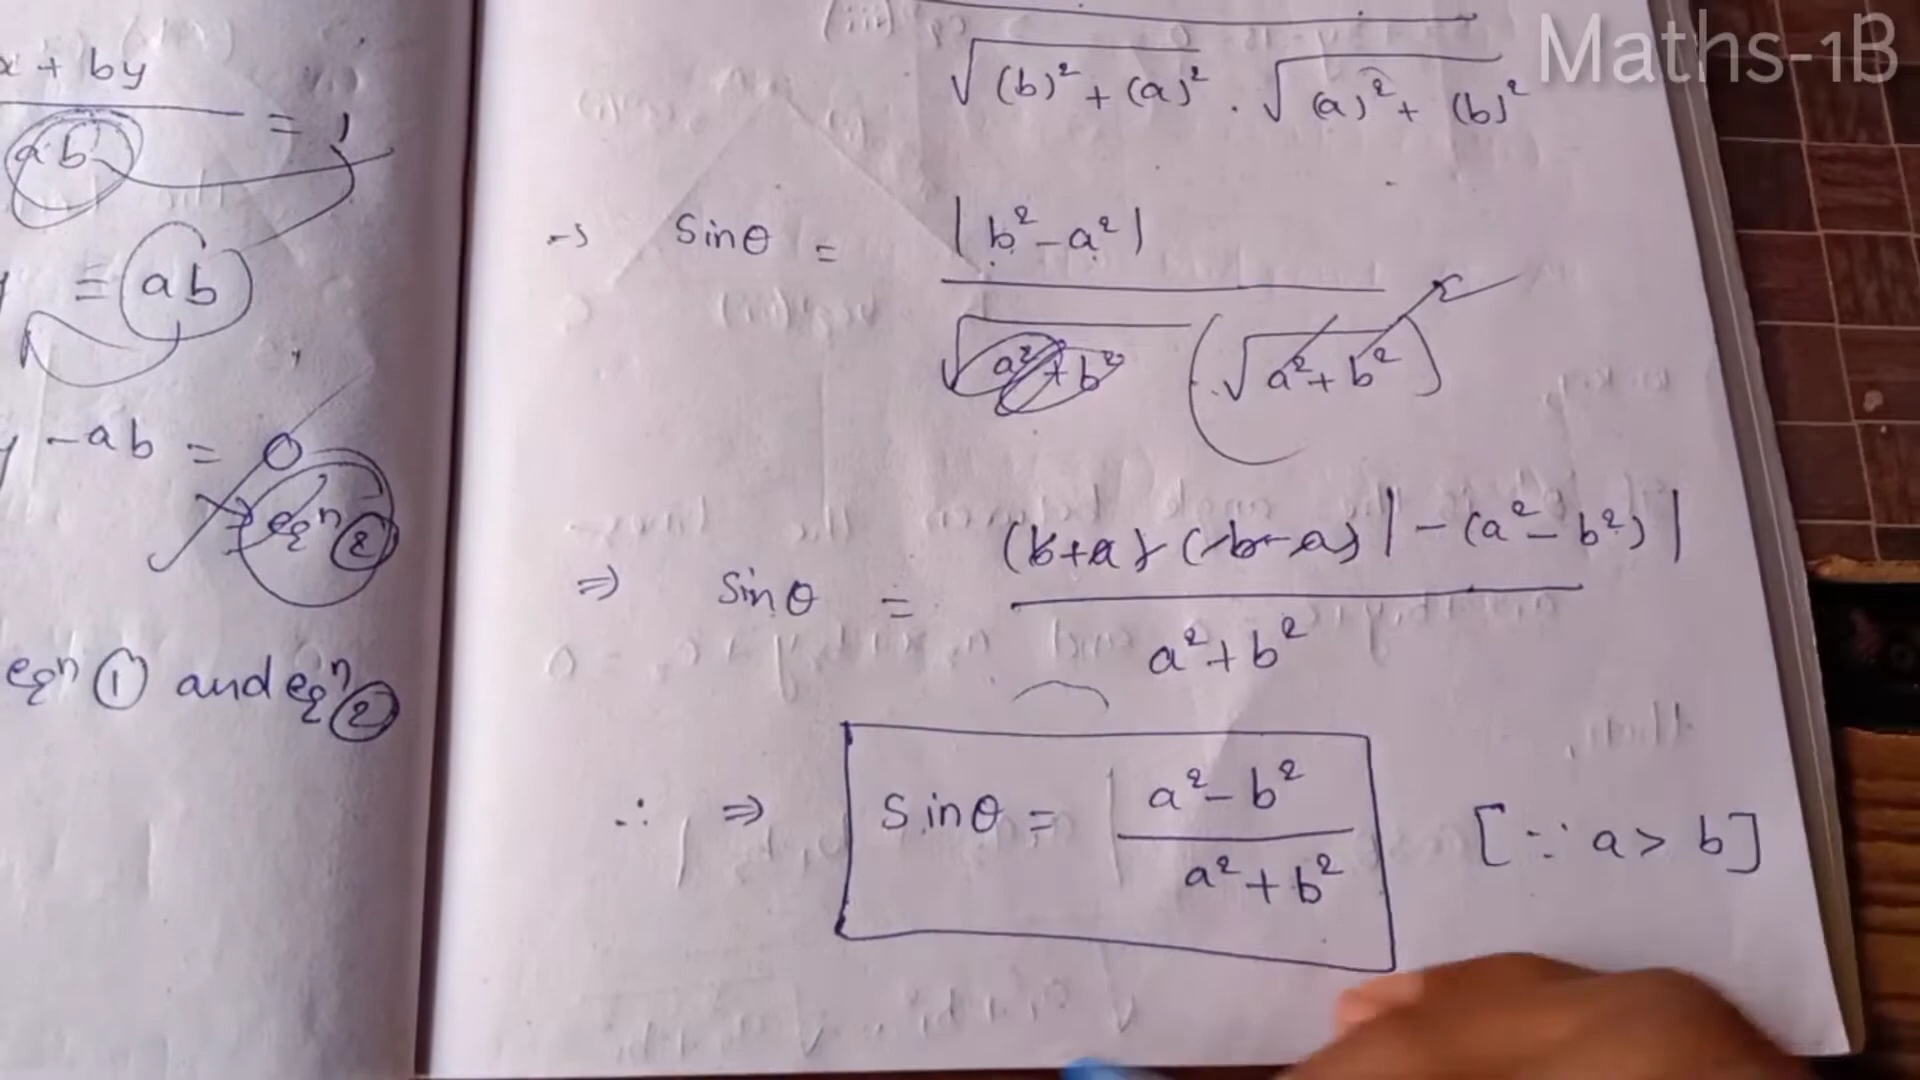 Maths-1B
x + by
ab
= 1
= ab
-ab = 0
eqⁿ ②
eqⁿ ① and eqⁿ ②
√(b)² + (a)² . √(a)² + (b)²
→ Sinθ = |b² - a²|
√a² + b² (.√a² + b²)
(b+a) (b-a) |-(a² - b²)|
⇒ Sinθ =
a² + b²
∴ ⇒ Sinθ = a² - b² [∵ a > b]
a² + b²